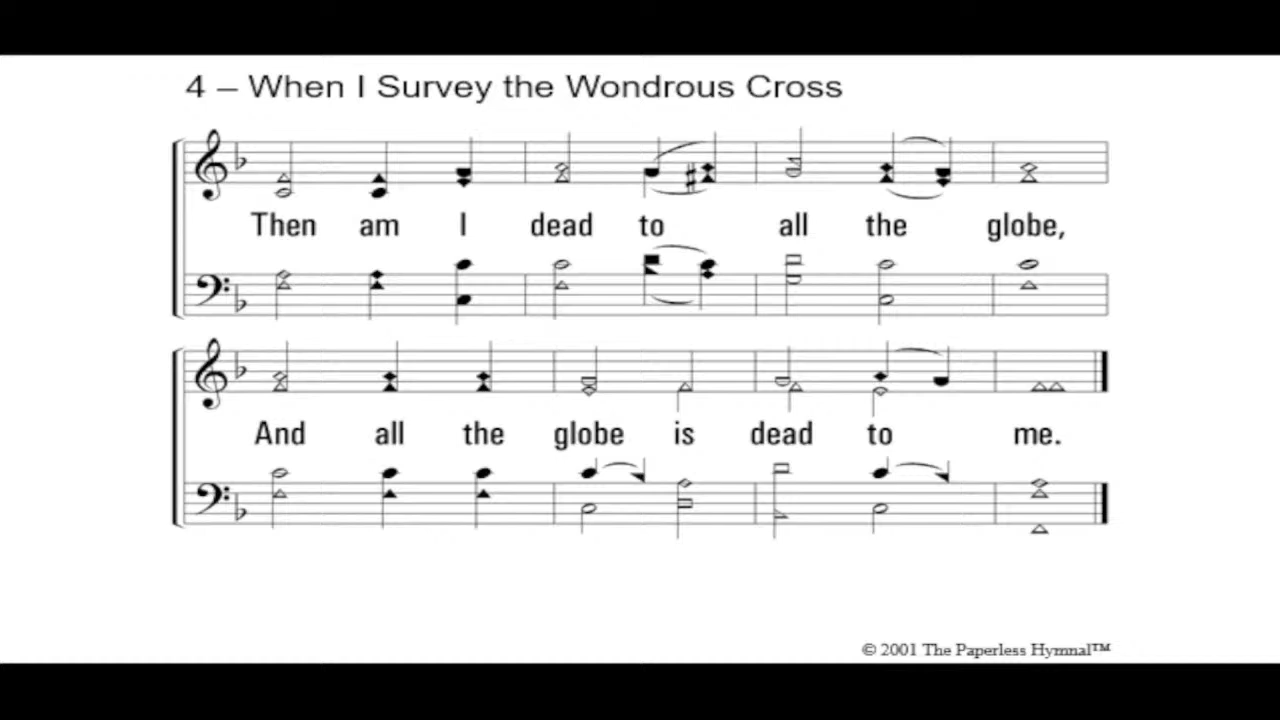 4 – When I Survey the Wondrous Cross
Then am I dead to all the globe,
And all the globe is dead to me.
© 2001 The Paperless Hymnal™